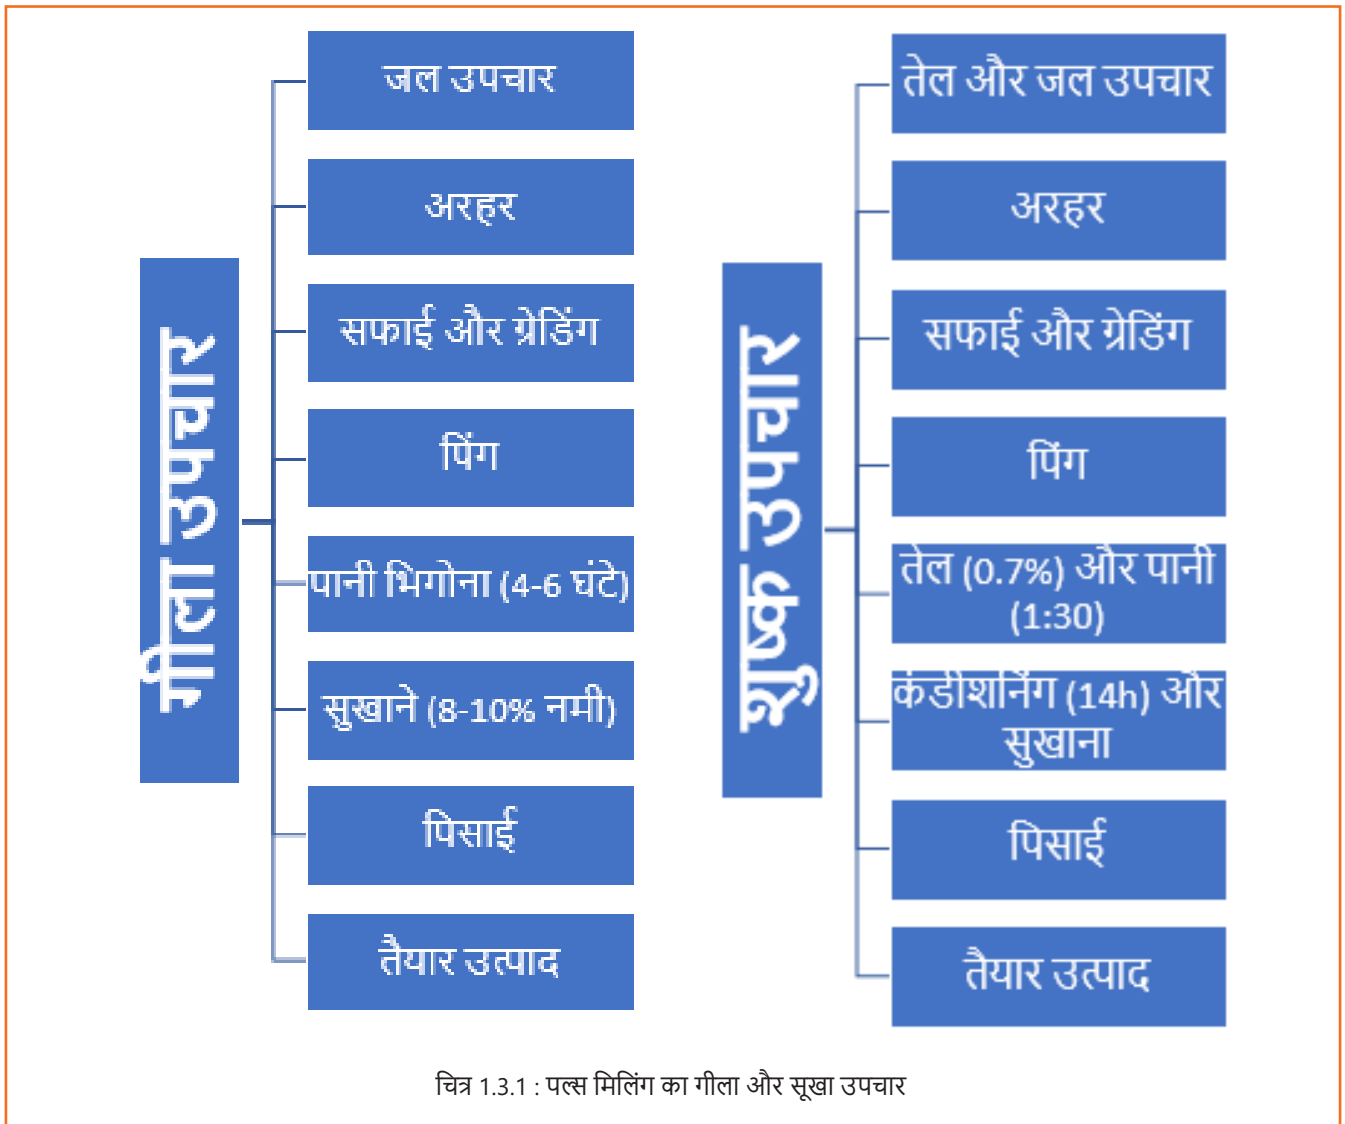 गीला उपचार
जल उपचार
अरहर
सफाई और ग्रेडिंग
पिंग
पानी भिगोना (4-6 घंटे)
सुखाने (8-10% नमी)
पिसाई
तैयार उत्पाद
शुष्क उपचार
तेल और जल उपचार
अरहर
सफाई और ग्रेडिंग
पिंग
तेल (0.7%) और पानी
(1:30)
कंडीशनिंग (14h) और
सुखाना
पिसाई
तैयार उत्पाद
चित्र 1.3.1 : पल्स मिलिंग का गीला और सूखा उपचार